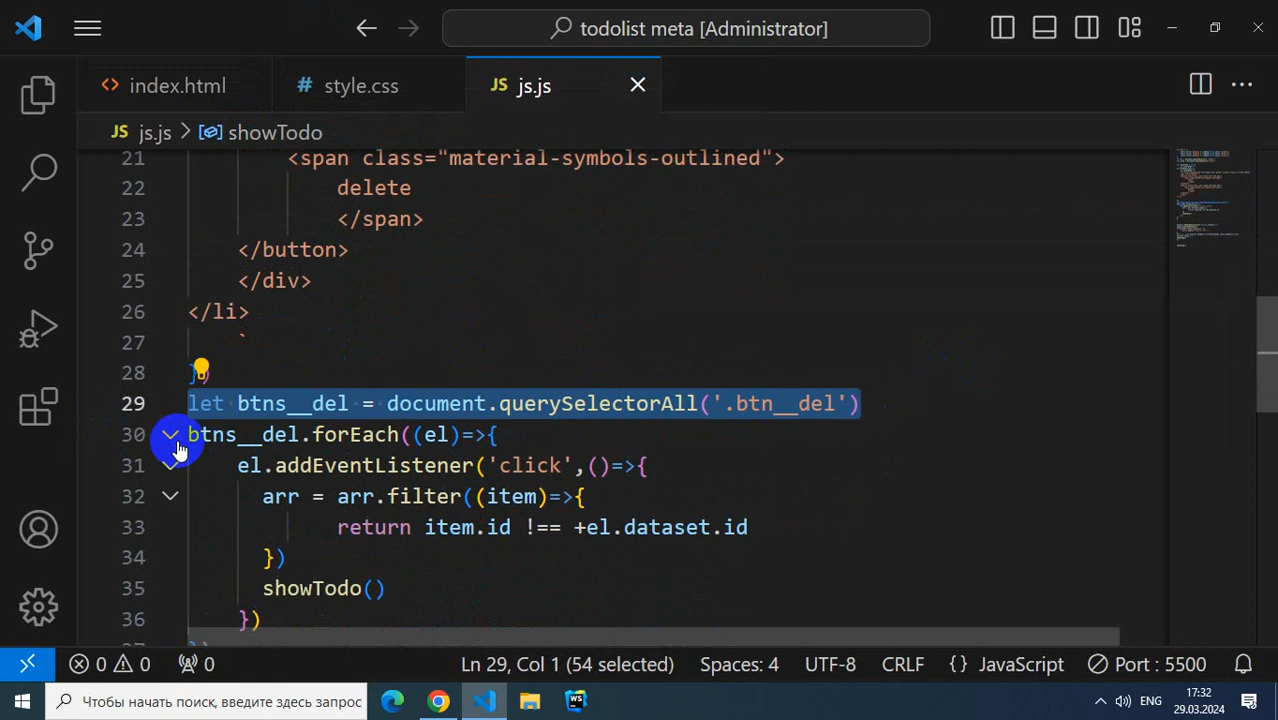 todolist meta [Administrator]
index.html
# style.css
JS js.js
JS js.js > showTodo
21 <span class="material-symbols-outlined">
22 delete
23 </span>
24 </button>
25 </div>
26 </li>
27 `
28 })
29 let btns__del = document.querySelectorAll('.btn__del')
30 btns__del.forEach((el)=>{
31 el.addEventListener('click',()=>{
32 arr = arr.filter((item)=>{
33 return item.id !== +el.dataset.id
34 })
35 showTodo()
36 })
0 0 0 Ln 29, Col 1 (54 selected) Spaces: 4 UTF-8 CRLF {} JavaScript Port : 5500
Чтобы начать поиск, введите здесь запрос
WS
ENG
17:32
29.03.2024